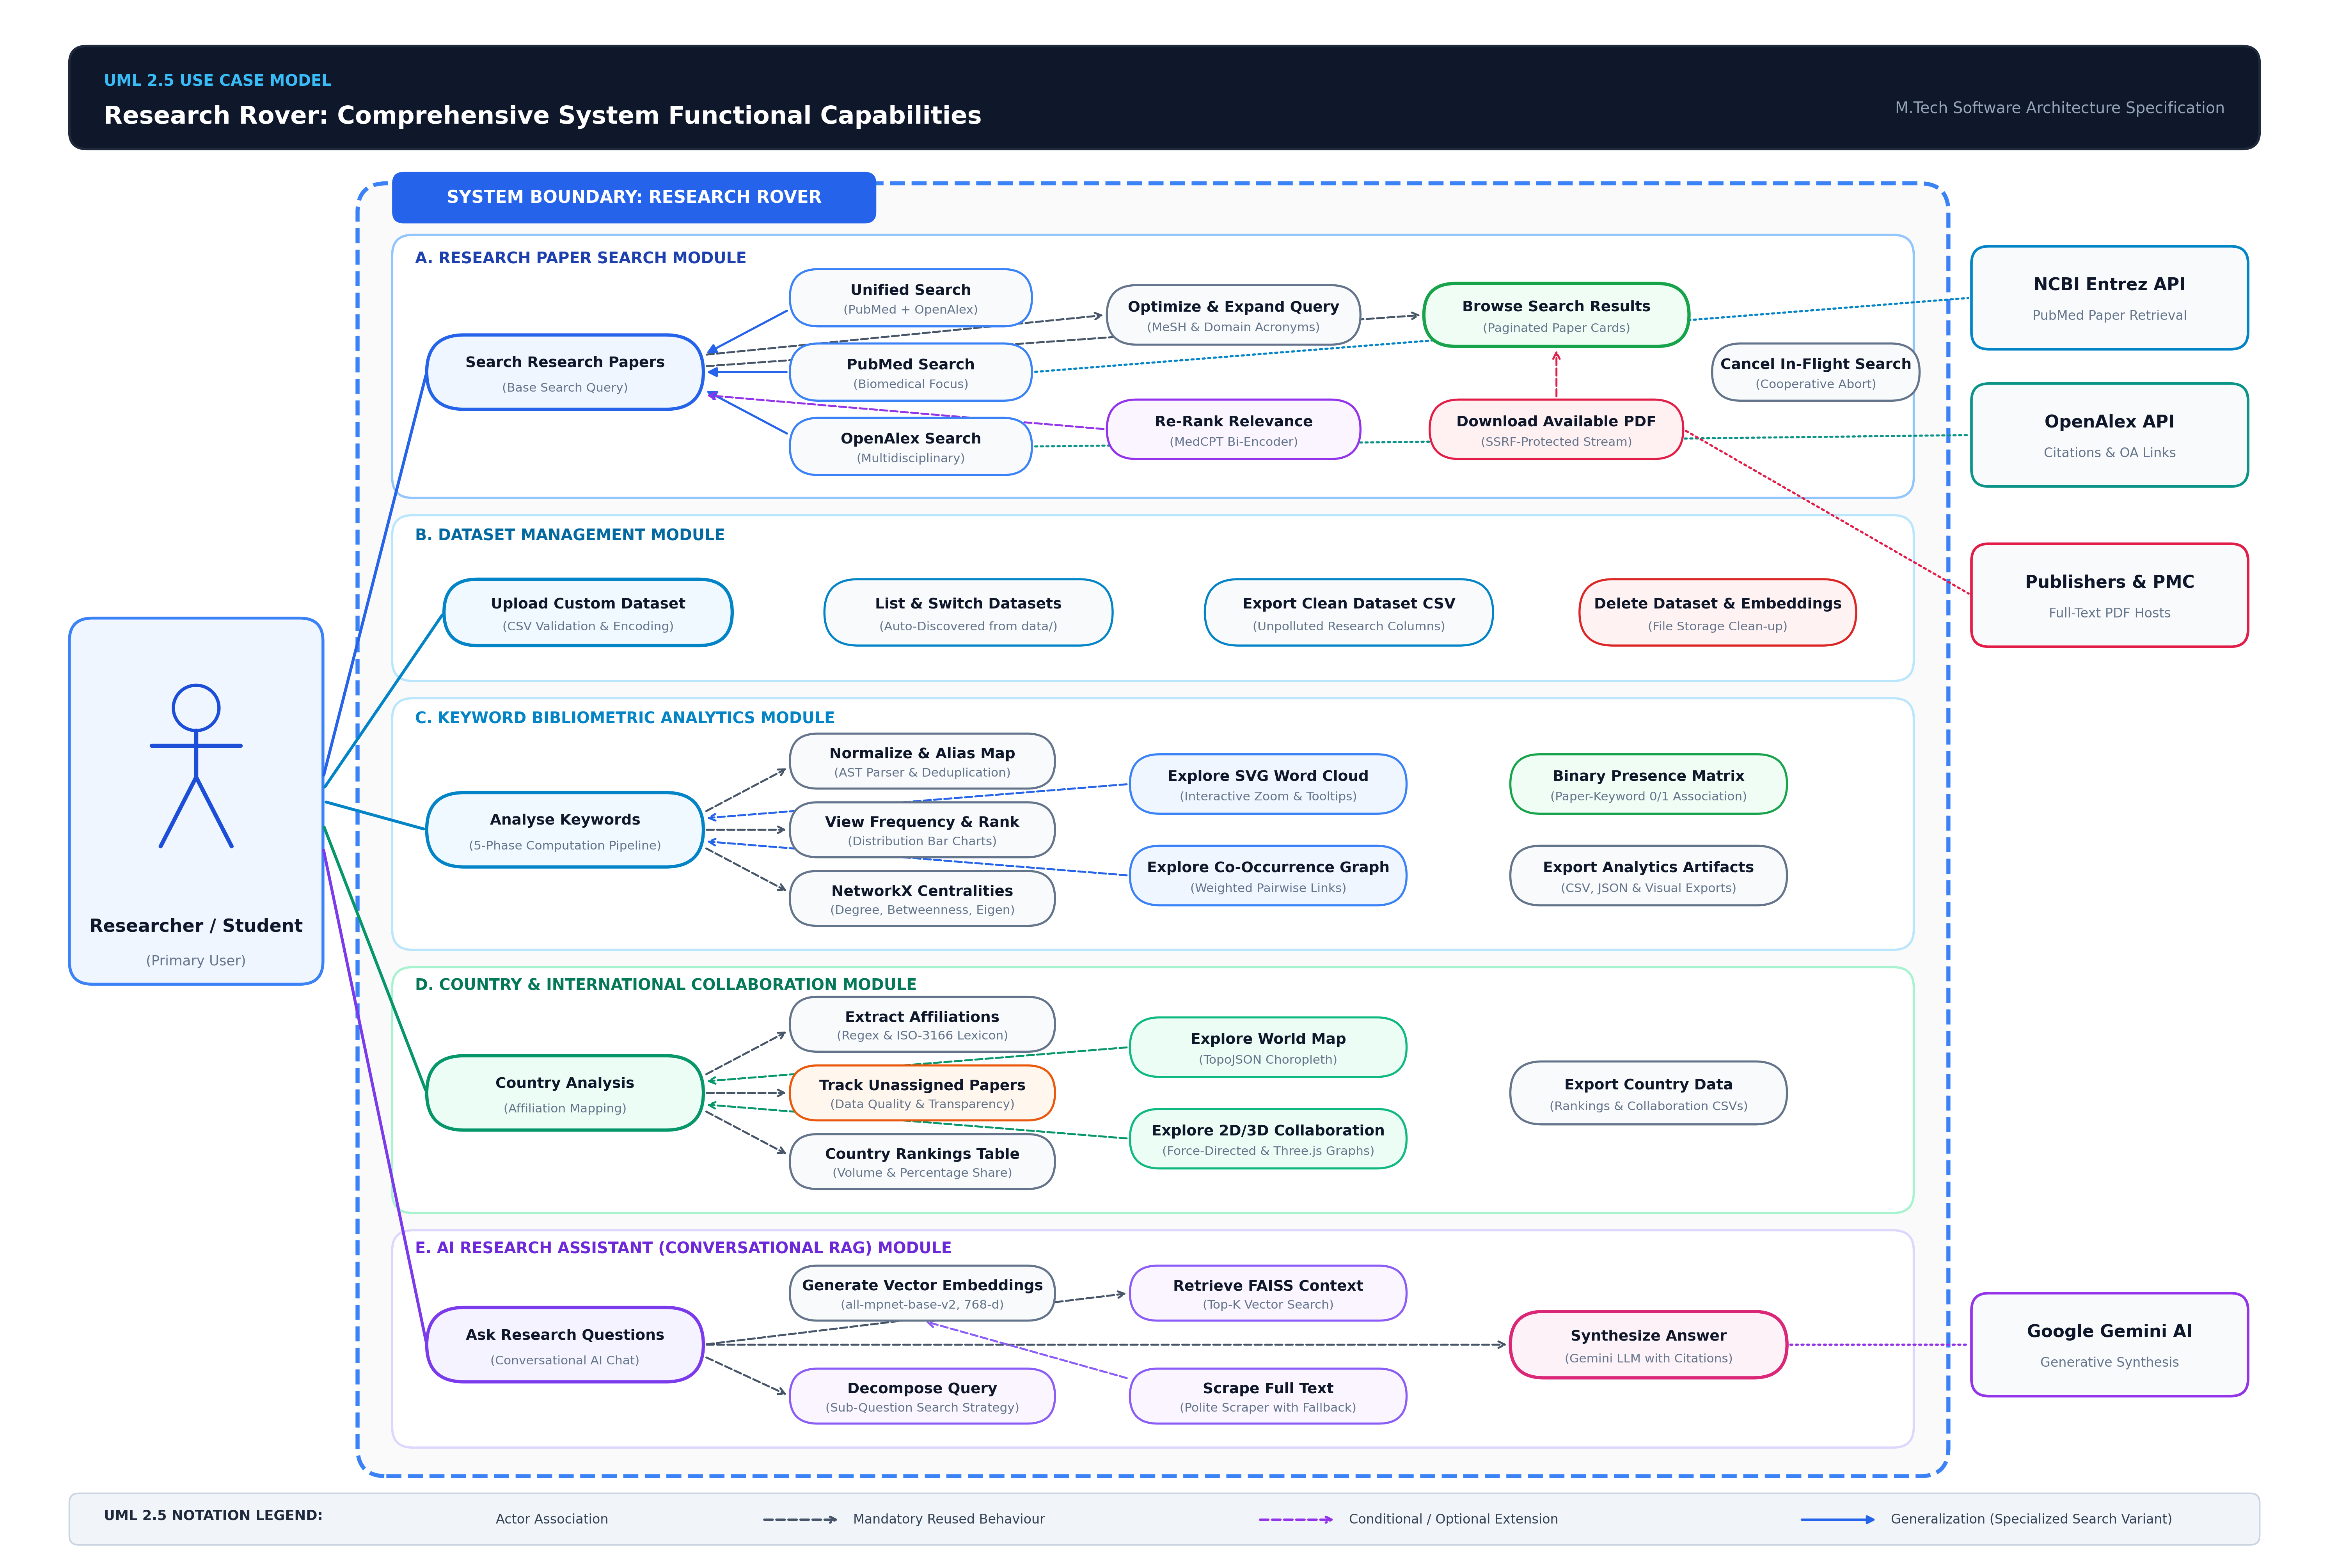 UML 2.5 USE CASE MODEL
Research Rover: Comprehensive System Functional Capabilities
M.Tech Software Architecture Specification
SYSTEM BOUNDARY: RESEARCH ROVER
A. RESEARCH PAPER SEARCH MODULE
Search Research Papers
(Base Search Query)
Unified Search
(PubMed + OpenAlex)
PubMed Search
(Biomedical Focus)
OpenAlex Search
(Multidisciplinary)
Optimize & Expand Query
(MeSH & Domain Acronyms)
Re-Rank Relevance
(MedCPT Bi-Encoder)
Browse Search Results
(Paginated Paper Cards)
Download Available PDF
(SSRF-Protected Stream)
Cancel In-Flight Search
(Cooperative Abort)
NCBI Entrez API
PubMed Paper Retrieval
OpenAlex API
Citations & OA Links
Publishers & PMC
Full-Text PDF Hosts
B. DATASET MANAGEMENT MODULE
Upload Custom Dataset
(CSV Validation & Encoding)
List & Switch Datasets
(Auto-Discovered from data/)
Export Clean Dataset CSV
(Unpolluted Research Columns)
Delete Dataset & Embeddings
(File Storage Clean-up)
Researcher / Student
(Primary User)
C. KEYWORD BIBLIOMETRIC ANALYTICS MODULE
Analyse Keywords
(5-Phase Computation Pipeline)
Normalize & Alias Map
(AST Parser & Deduplication)
View Frequency & Rank
(Distribution Bar Charts)
NetworkX Centralities
(Degree, Betweenness, Eigen)
Explore SVG Word Cloud
(Interactive Zoom & Tooltips)
Explore Co-Occurrence Graph
(Weighted Pairwise Links)
Binary Presence Matrix
(Paper-Keyword 0/1 Association)
Export Analytics Artifacts
(CSV, JSON & Visual Exports)
D. COUNTRY & INTERNATIONAL COLLABORATION MODULE
Country Analysis
(Affiliation Mapping)
Extract Affiliations
(Regex & ISO-3166 Lexicon)
Track Unassigned Papers
(Data Quality & Transparency)
Country Rankings Table
(Volume & Percentage Share)
Explore World Map
(TopoJSON Choropleth)
Explore 2D/3D Collaboration
(Force-Directed & Three.js Graphs)
Export Country Data
(Rankings & Collaboration CSVs)
E. AI RESEARCH ASSISTANT (CONVERSATIONAL RAG) MODULE
Ask Research Questions
(Conversational AI Chat)
Generate Vector Embeddings
(all-mpnet-base-v2, 768-d)
Decompose Query
(Sub-Question Search Strategy)
Retrieve FAISS Context
(Top-K Vector Search)
Scrape Full Text
(Polite Scraper with Fallback)
Synthesize Answer
(Gemini LLM with Citations)
Google Gemini AI
Generative Synthesis
UML 2.5 NOTATION LEGEND:
Actor Association
Mandatory Reused Behaviour
Conditional / Optional Extension
Generalization (Specialized Search Variant)